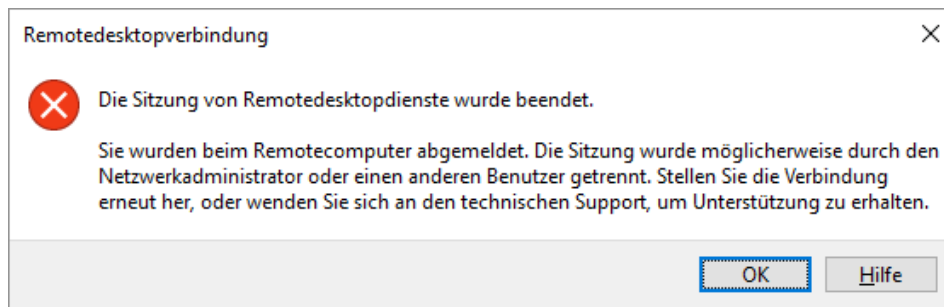 Remotedesktopverbindung
Die Sitzung von Remotedesktopdienste wurde beendet.
Sie wurden beim Remotecomputer abgemeldet. Die Sitzung wurde möglicherweise durch den
Netzwerkadministrator oder einen anderen Benutzer getrennt. Stellen Sie die Verbindung
erneut her, oder wenden Sie sich an den technischen Support, um Unterstützung zu erhalten.
OK
Hilfe